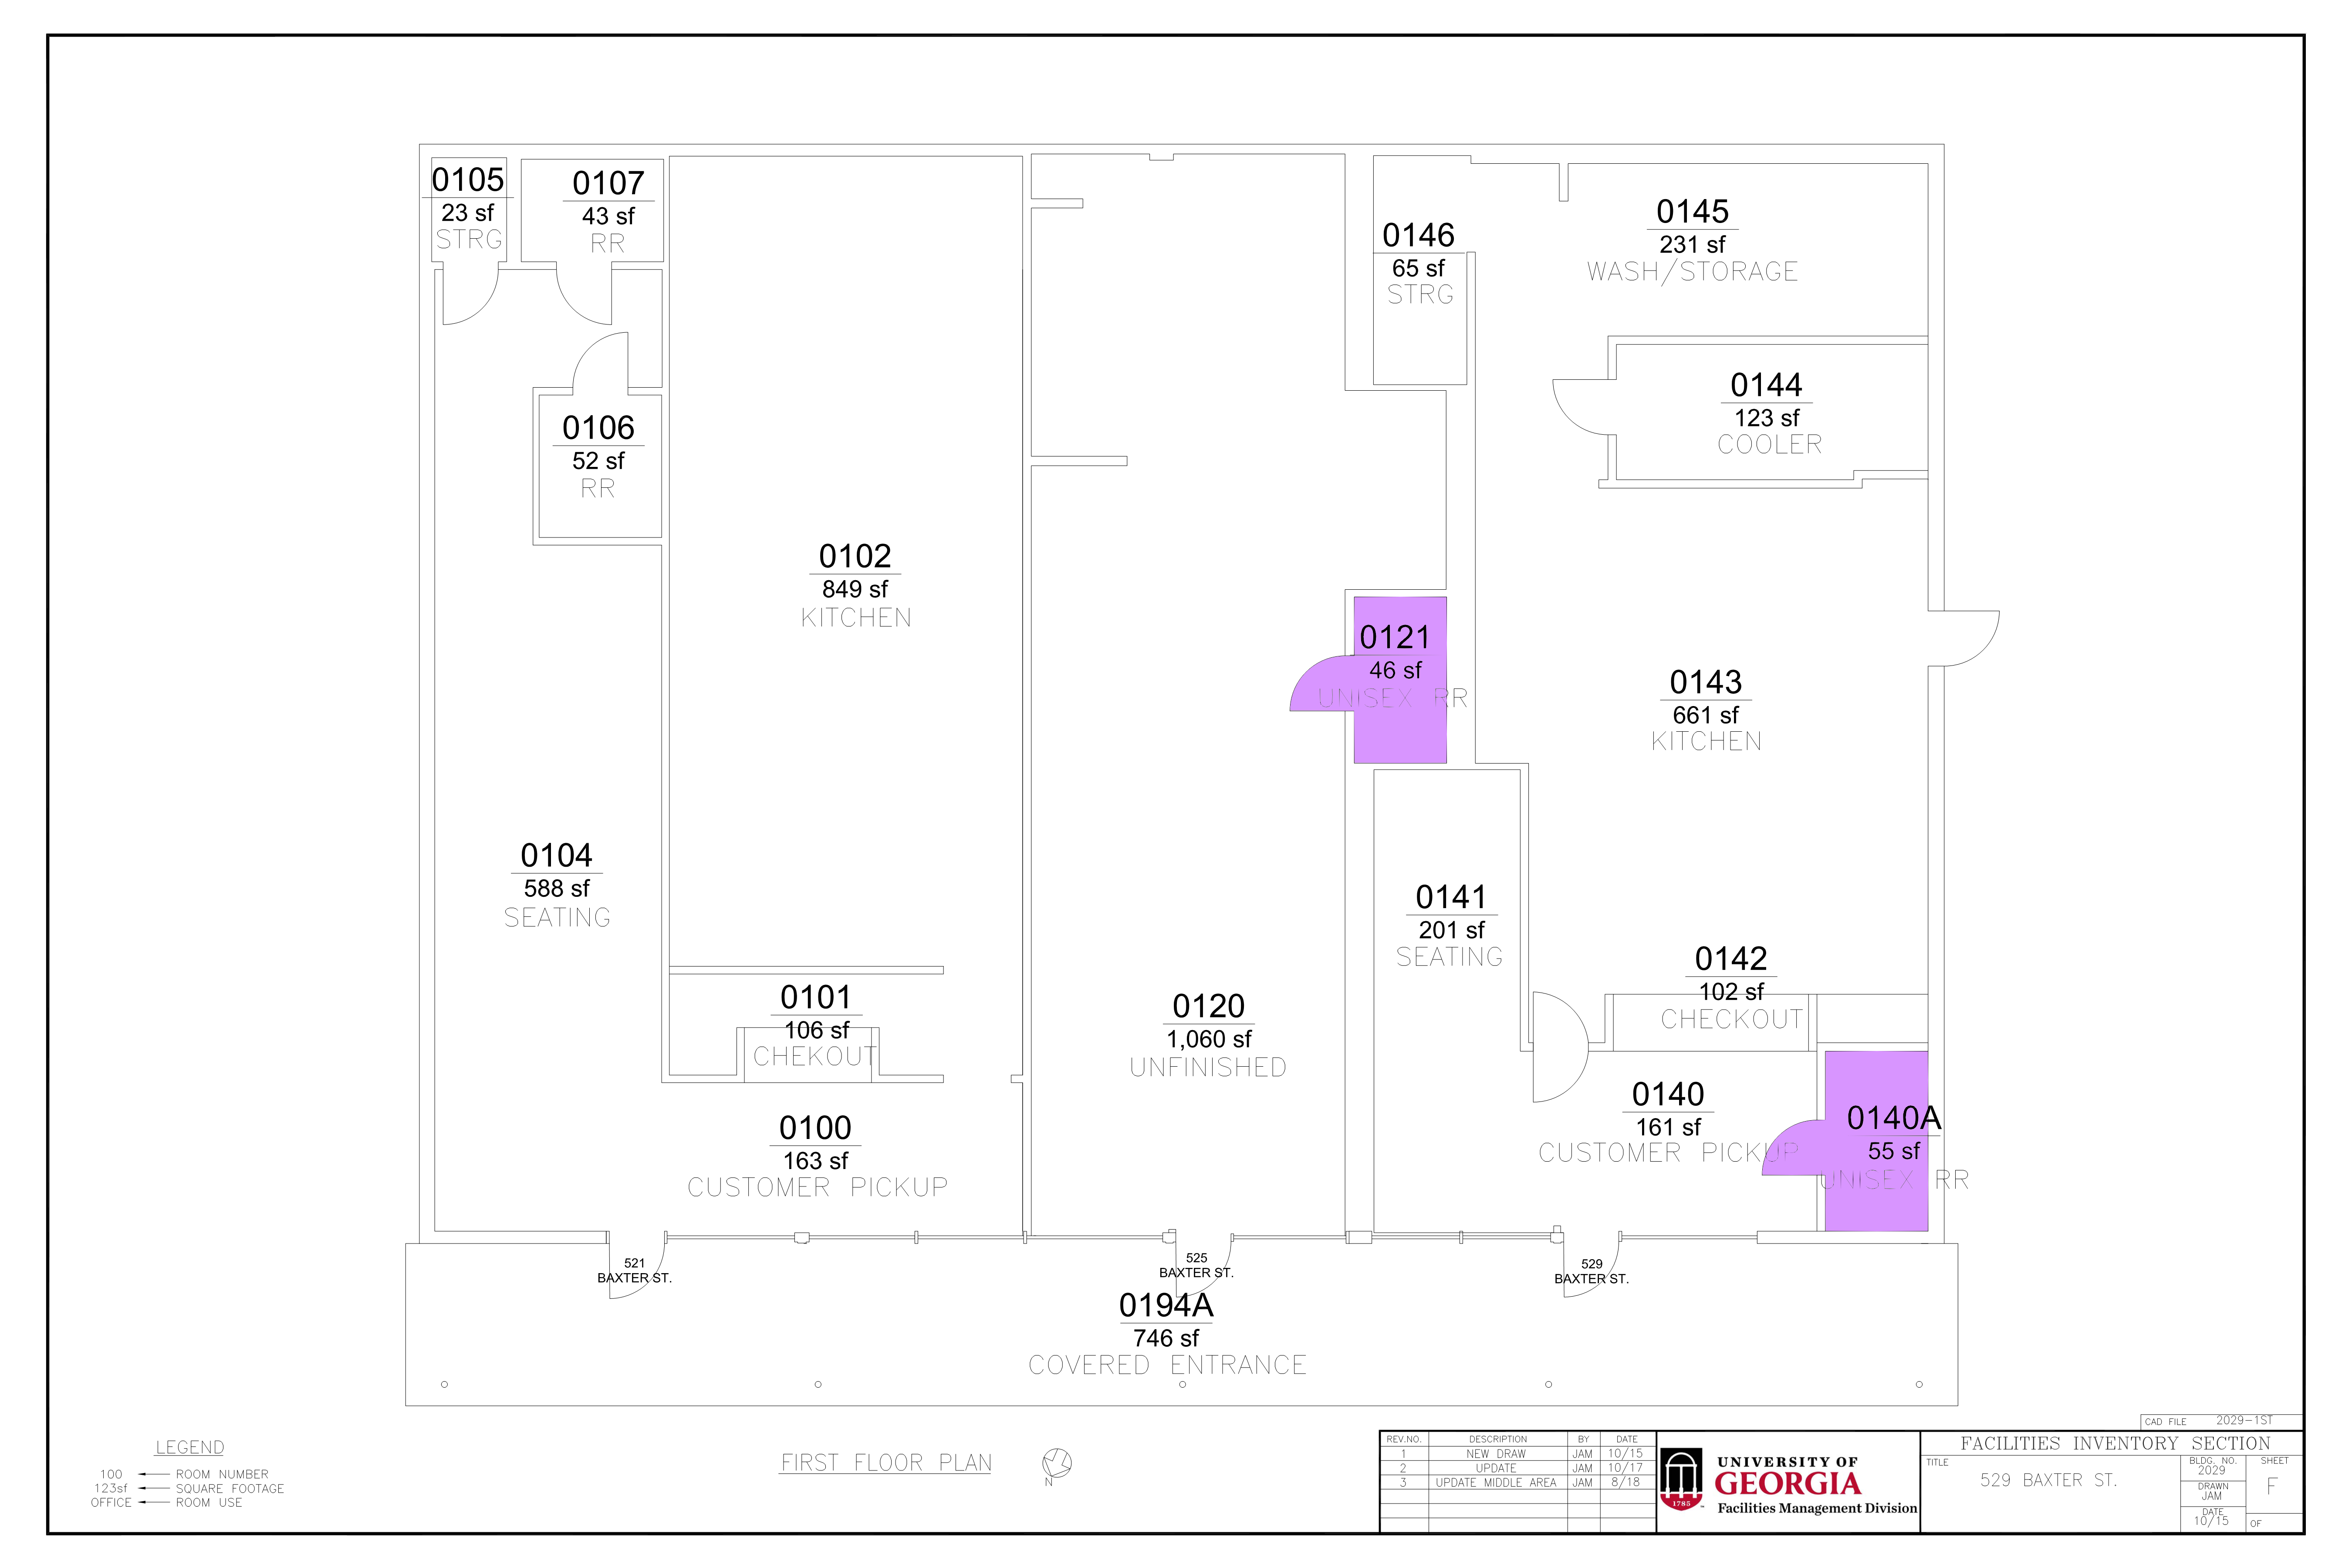 0105
23 sf
STRG
0107
43 sf
RR
0106
52 sf
RR
0102
849 sf
KITCHEN
0146
65 sf
STRG
0145
231 sf
WASH/STORAGE
0144
123 sf
COOLER
0121
46 sf
UNISEX RR
0143
661 sf
KITCHEN
0104
588 sf
SEATING
0141
201 sf
SEATING
0142
102 sf
CHECKOUT
0101
106 sf
CHEKOUT
0120
1,060 sf
UNFINISHED
0100
163 sf
CUSTOMER PICKUP
0140
161 sf
CUSTOMER PICKUP
0140A
55 sf
UNISEX RR
521
BAXTER ST.
525
BAXTER ST.
529
BAXTER ST.
0194A
746 sf
COVERED ENTRANCE
LEGEND
100 ROOM NUMBER
123sf SQUARE FOOTAGE
OFFICE ROOM USE
FIRST FLOOR PLAN
N
REV.NO. DESCRIPTION BY DATE
1 NEW DRAW JAM 10/15
2 UPDATE JAM 10/17
3 UPDATE MIDDLE AREA JAM 8/18
1785
UNIVERSITY OF
GEORGIA
Facilities Management Division
CAD FILE 2029-1ST
FACILITIES INVENTORY SECTION
TITLE
529 BAXTER ST.
BLDG. NO.
2029
DRAWN
JAM
DATE
10/15
SHEET
F
OF